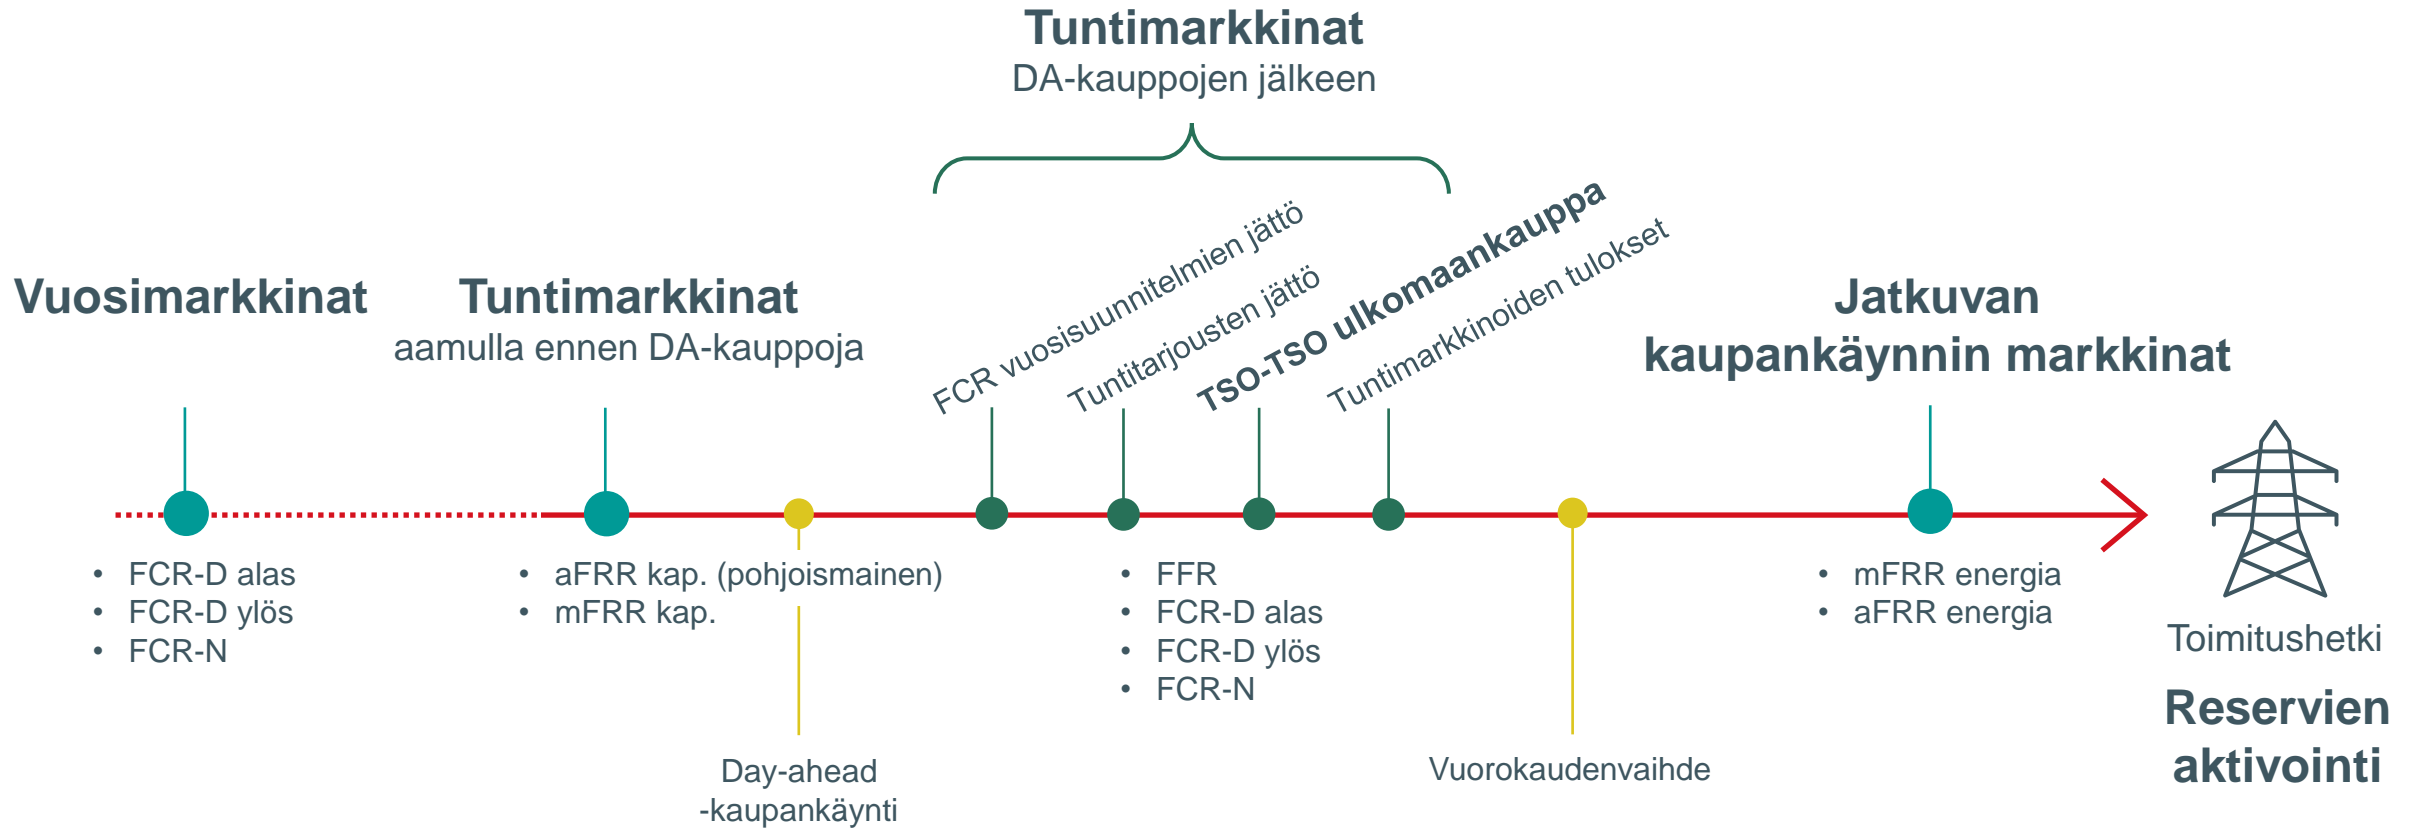 Tuntimarkkinat
DA-kauppojen jälkeen
Vuosimarkkinat
Tuntimarkkinat
aamulla ennen DA-kauppoja
FCR vuosisuunnitelmien jättö
Tuntitarjousten jättö
TSO-TSO ulkomaankauppa
Tuntimarkkinoiden tulokset
Jatkuvan
kaupankäynnin markkinat
• FCR-D alas
• FCR-D ylös
• FCR-N
• aFRR kap. (pohjoismainen)
• mFRR kap.
• FFR
• FCR-D alas
• FCR-D ylös
• FCR-N
• mFRR energia
• aFRR energia
Day-ahead
-kaupankäynti
Vuorokaudenvaihde
Toimitushetki
Reservien
aktivointi